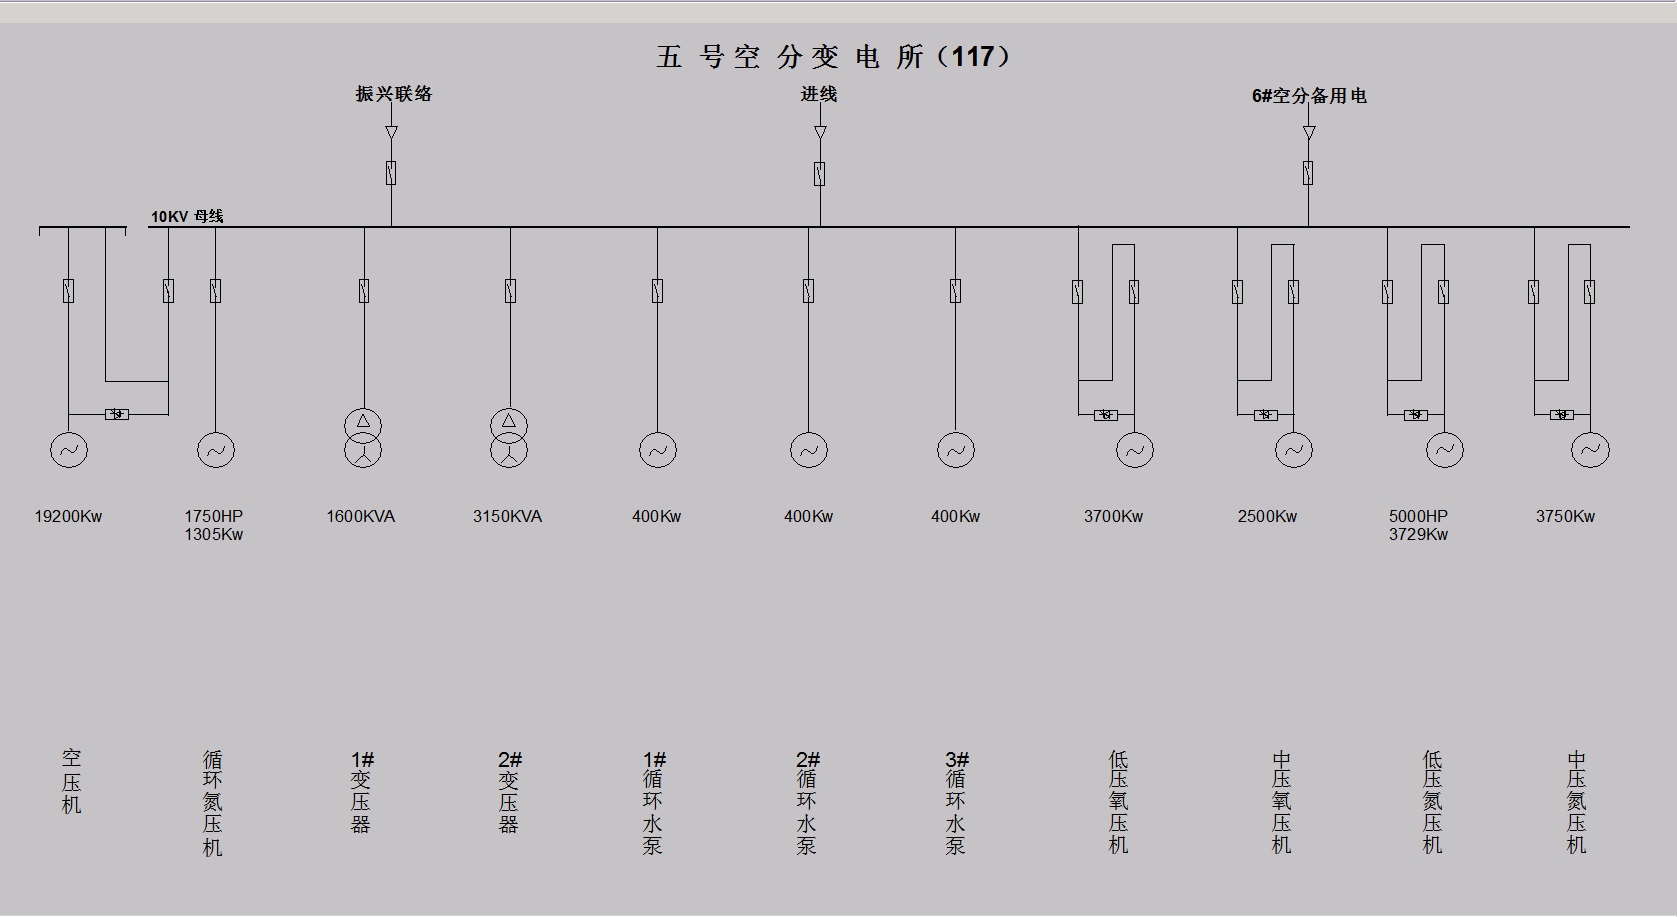 五号空分变电所（117）
振兴联络
进线
6#空分备用电
10KV 母线
19200Kw
1750HP
1305Kw
1600KVA
3150KVA
400Kw
400Kw
400Kw
3700Kw
2500Kw
5000HP
3729Kw
3750Kw
空压机
循环氮压机
1#变压器
2#变压器
1#循环水泵
2#循环水泵
3#循环水泵
低压氧压机
中压氧压机
低压氮压机
中压氮压机